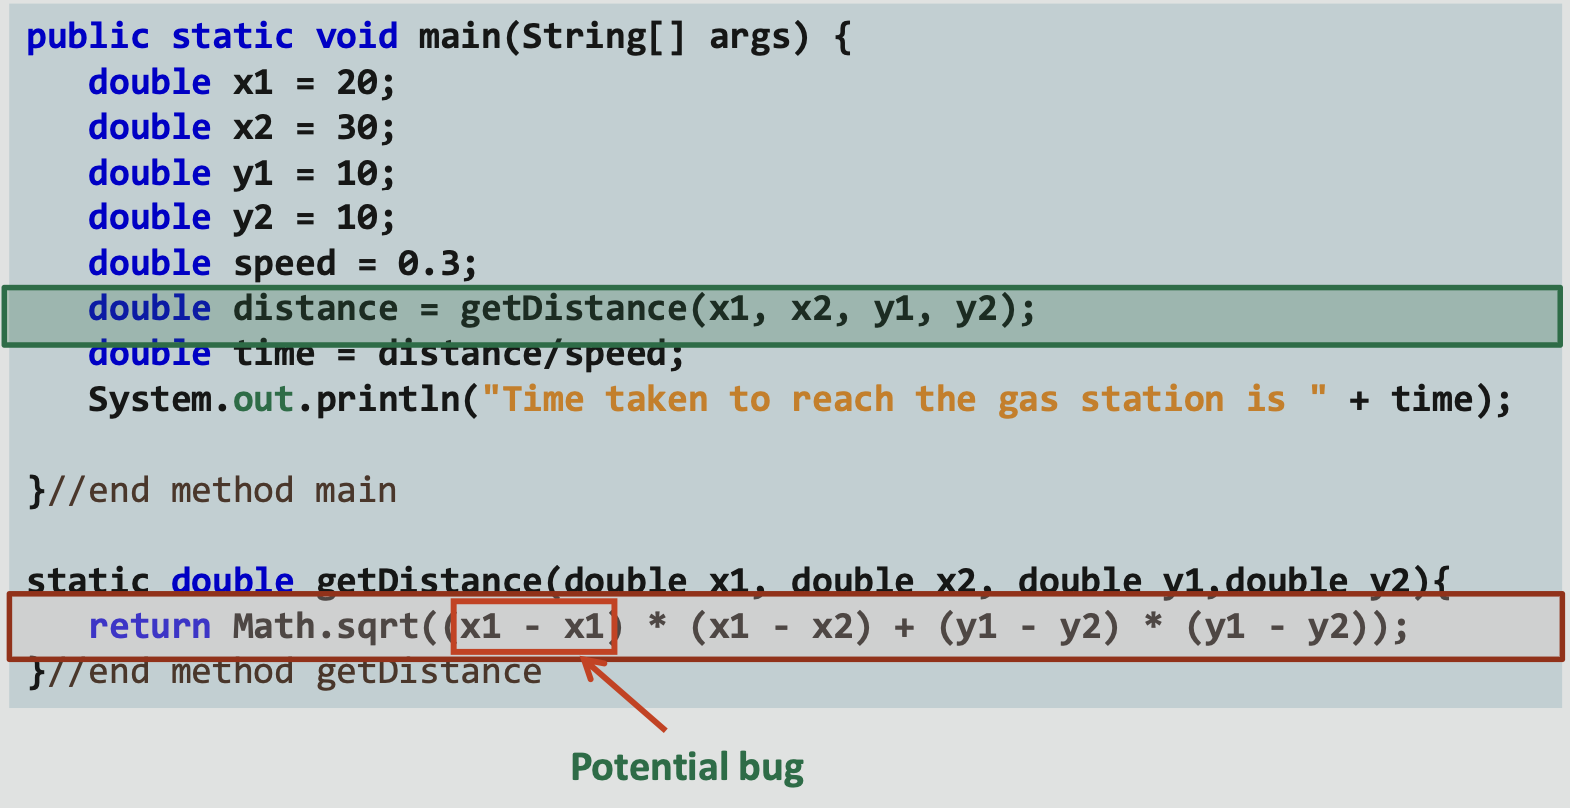 public static void main(String[] args) {
double x1 = 20;
double x2 = 30;
double y1 = 10;
double y2 = 10;
double speed = 0.3;
double distance = getDistance(x1, x2, y1, y2);
double time = distance/speed;
System.out.println("Time taken to reach the gas station is " + time);
}//end method main
static double getDistance(double x1, double x2, double y1,double y2){
return Math.sqrt((x1 - x1) * (x1 - x2) + (y1 - y2) * (y1 - y2));
}//end method getDistance
Potential bug